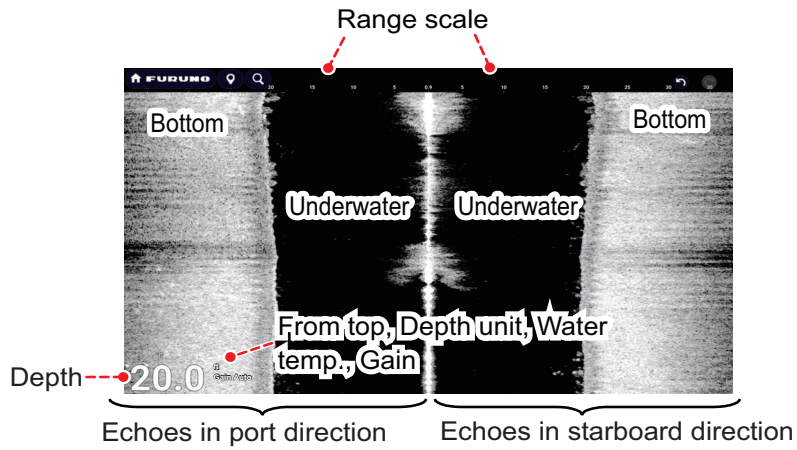 Range scale
FURUNO
20 15 10 5 0.9 5 10 15 20 25 30 35
Bottom
Bottom
Underwater
Underwater
From top, Depth unit, Water
temp., Gain
ft
Gain Auto
Depth
20.0
Echoes in port direction
Echoes in starboard direction